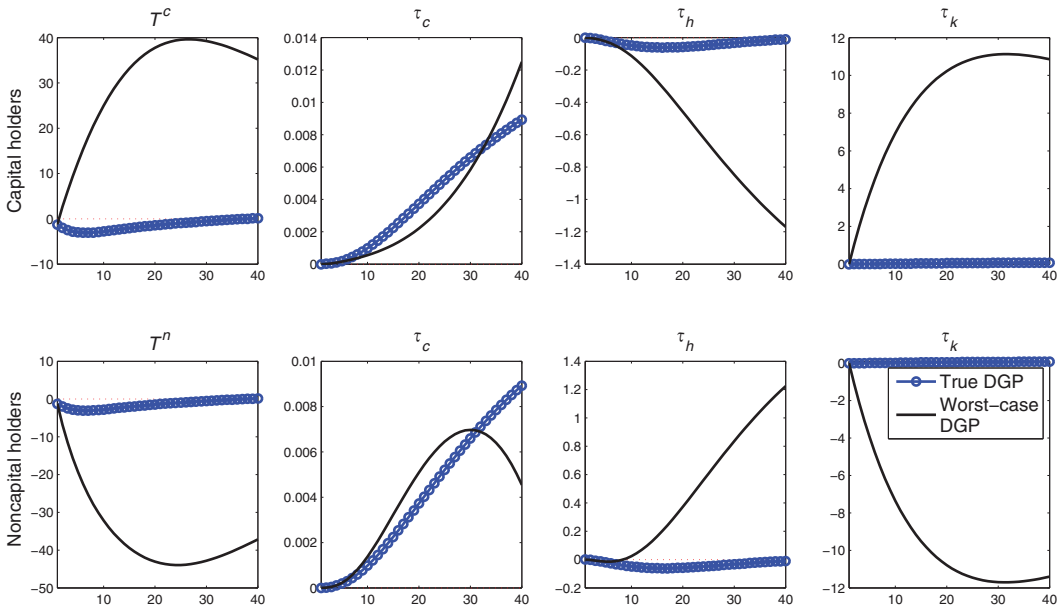 T^c
τ_c
τ_h
τ_k
Capital holders
40
30
20
10
0
−10
10 20 30 40
0.014
0.012
0.01
0.008
0.006
0.004
0.002
0
10 20 30 40
0
−0.2
−0.4
−0.6
−0.8
−1
−1.2
−1.4
10 20 30 40
12
10
8
6
4
2
0
10 20 30 40
T^n
τ_c
τ_h
τ_k
Noncapital holders
10
0
−10
−20
−30
−40
−50
10 20 30 40
0.01
0.008
0.006
0.004
0.002
0
10 20 30 40
1.4
1.2
1.0
0.8
0.6
0.4
0.2
0.0
−0.2
10 20 30 40
0
−2
−4
−6
−8
−10
−12
10 20 30 40
True DGP
Worst−case
DGP